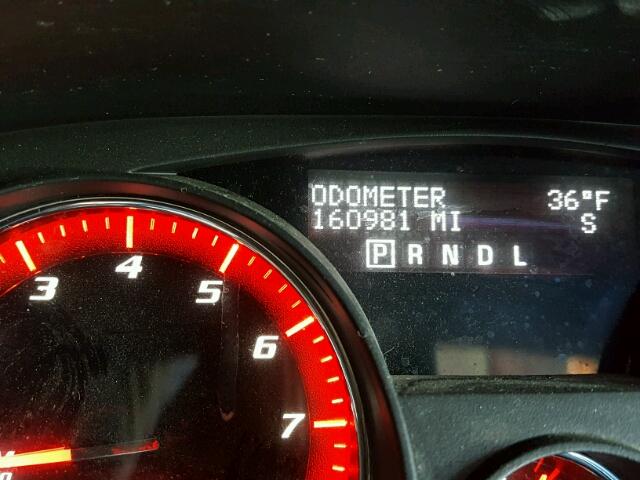 ODOMETER 36°F
160981 MI S
P R N D L
3 4 5 6 7